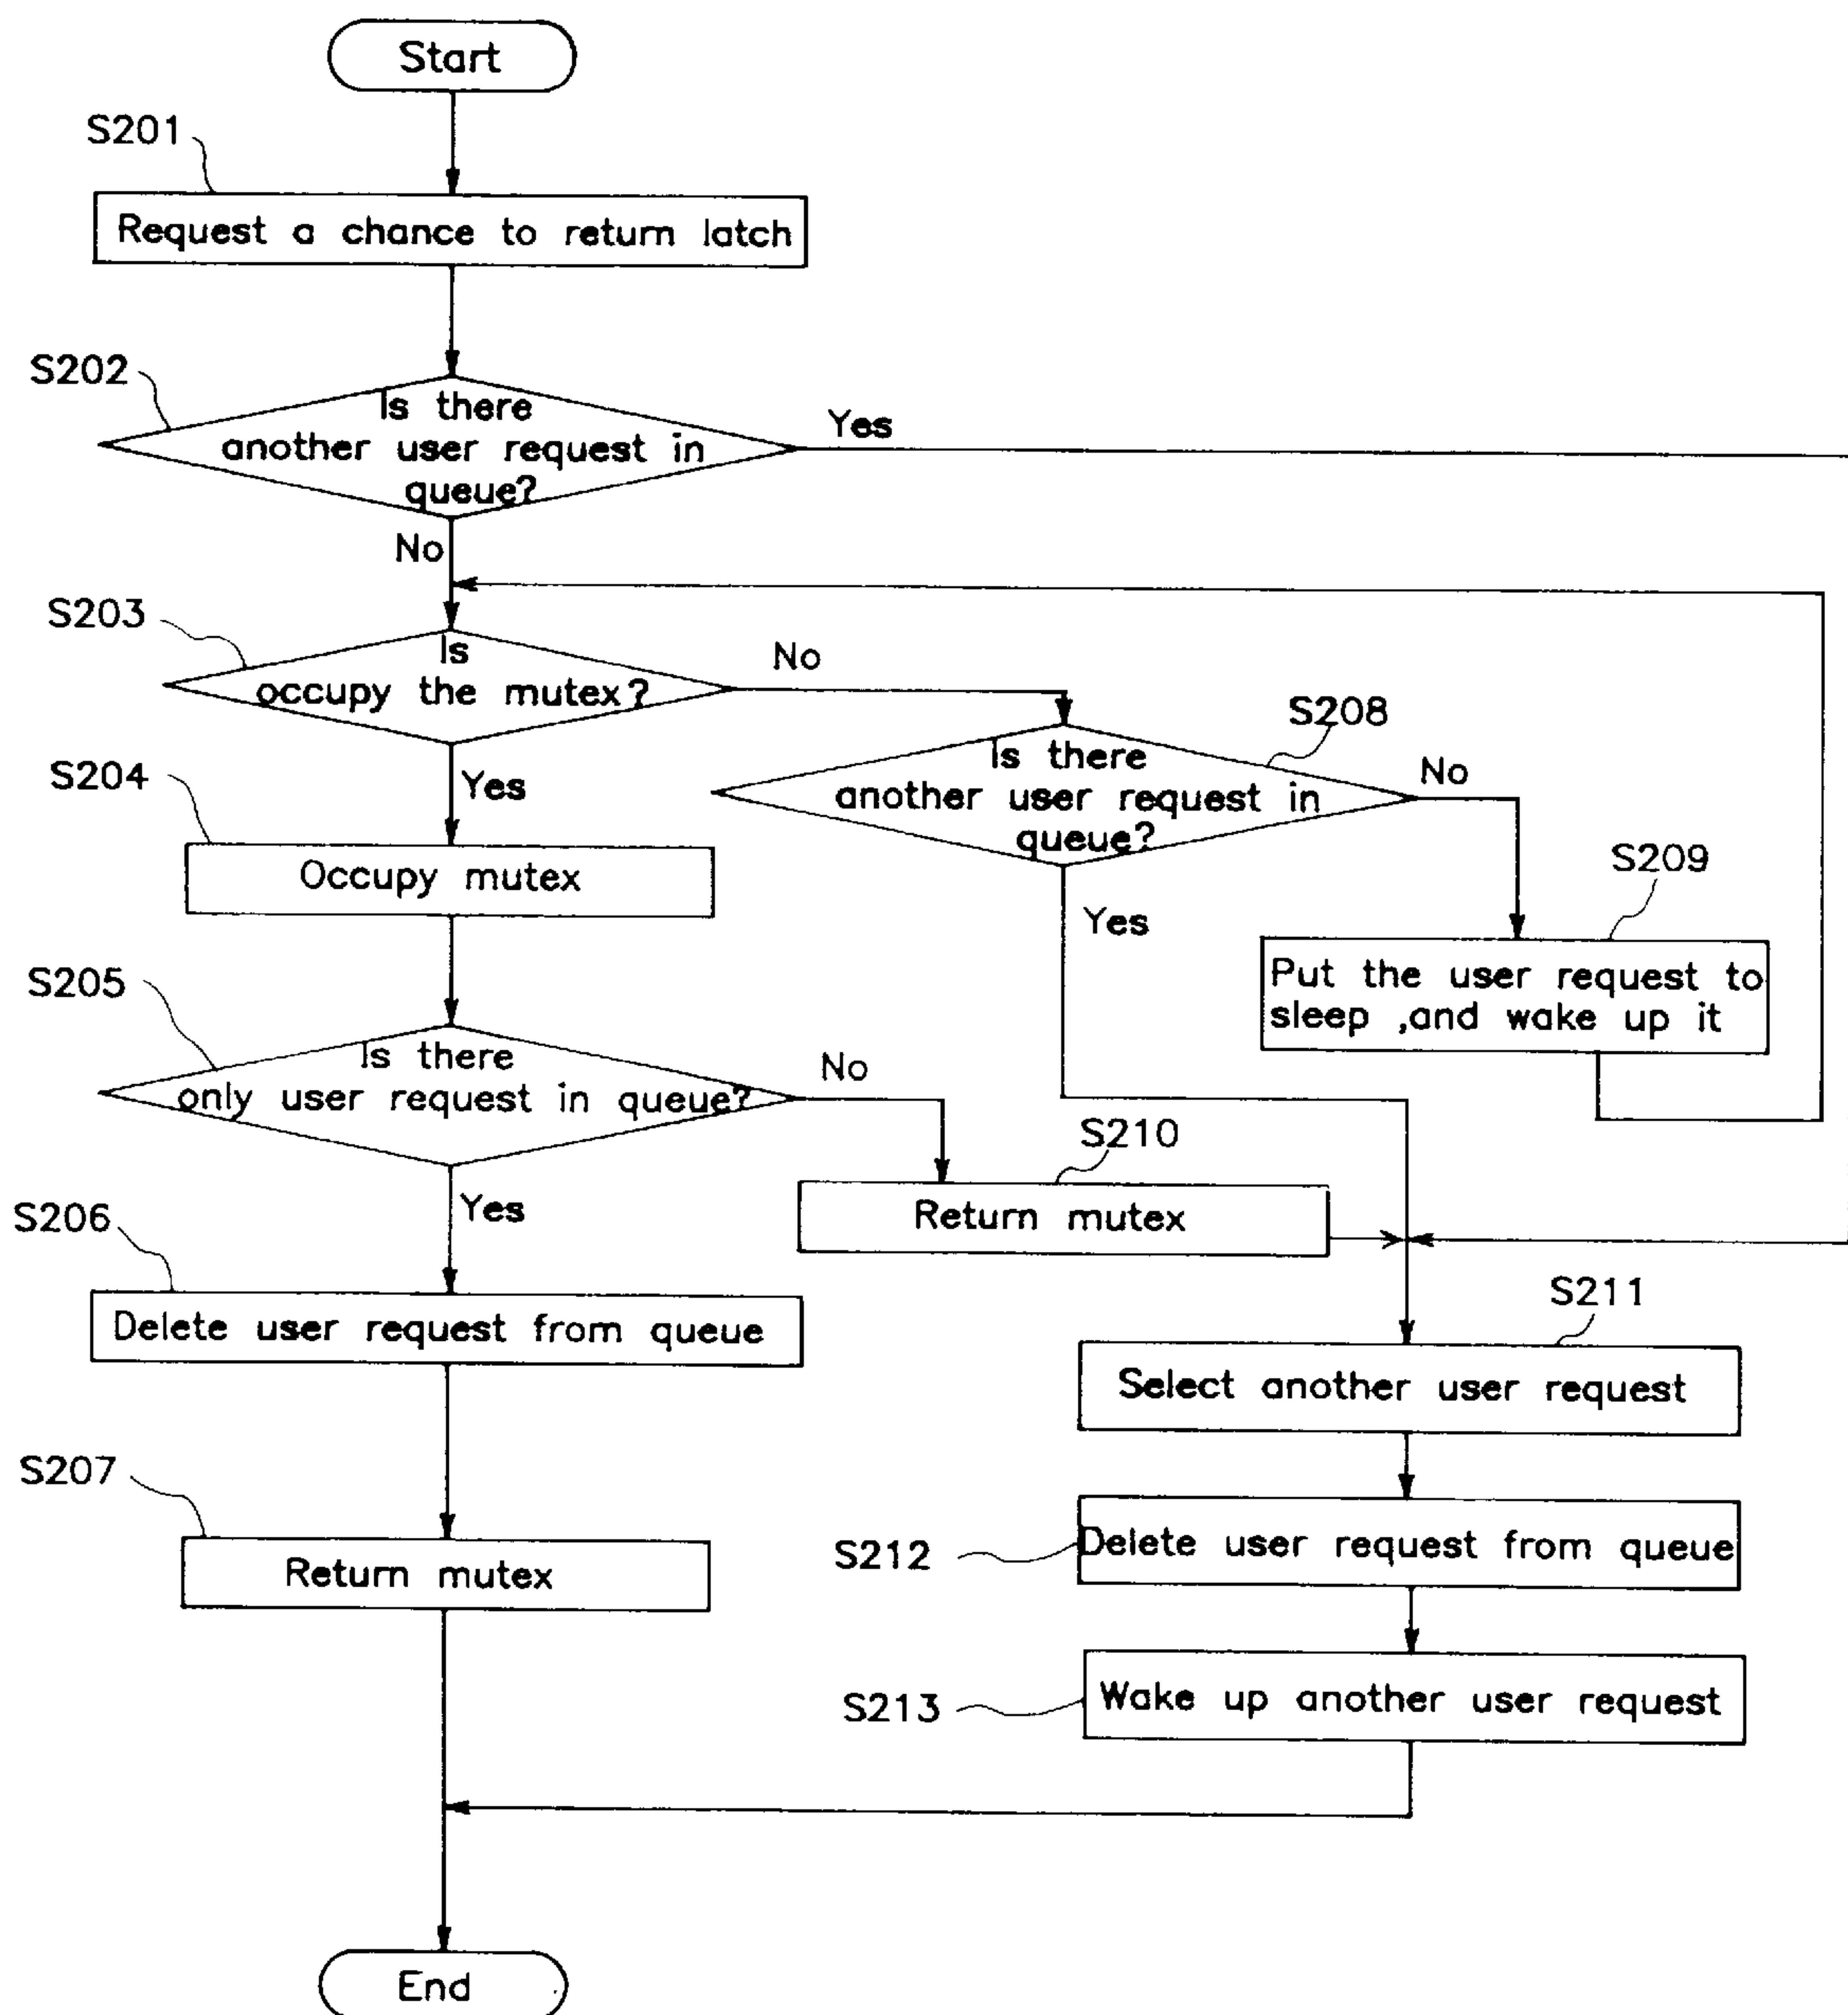 Start
S201
Request a chance to return latch
S202
Is there
another user request in
queue?
Yes
No
S203
Is
occupy the mutex?
No
S208
Is there
another user request in
queue?
No
S204
Yes
Occupy mutex
S209
Yes
Put the user request to
sleep ,and wake up it
S205
Is there
only user request in queue?
No
S210
Return mutex
Yes
S206
Delete user request from queue
S211
Select another user request
S207
Return mutex
S212
Delete user request from queue
S213
Wake up another user request
End